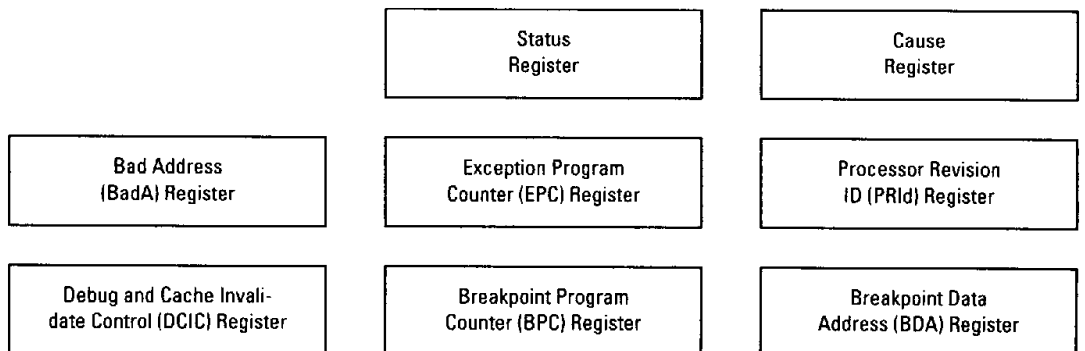 Status
Register
Cause
Register
Bad Address
(BadA) Register
Exception Program
Counter (EPC) Register
Processor Revision
ID (PRId) Register
Debug and Cache Invali-
date Control (DCIC) Register
Breakpoint Program
Counter (BPC) Register
Breakpoint Data
Address (BDA) Register